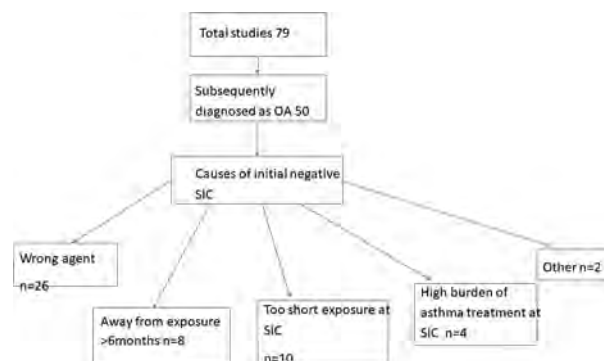 Total studies 79
Subsequently
diagnosed as OA 50
Causes of initial negative
SIC
Wrong agent
n=26
Away from exposure
>6months n=8
Too short exposure at
SIC
n=10
High burden of
asthma treatment at
SIC n=4
Other n=2